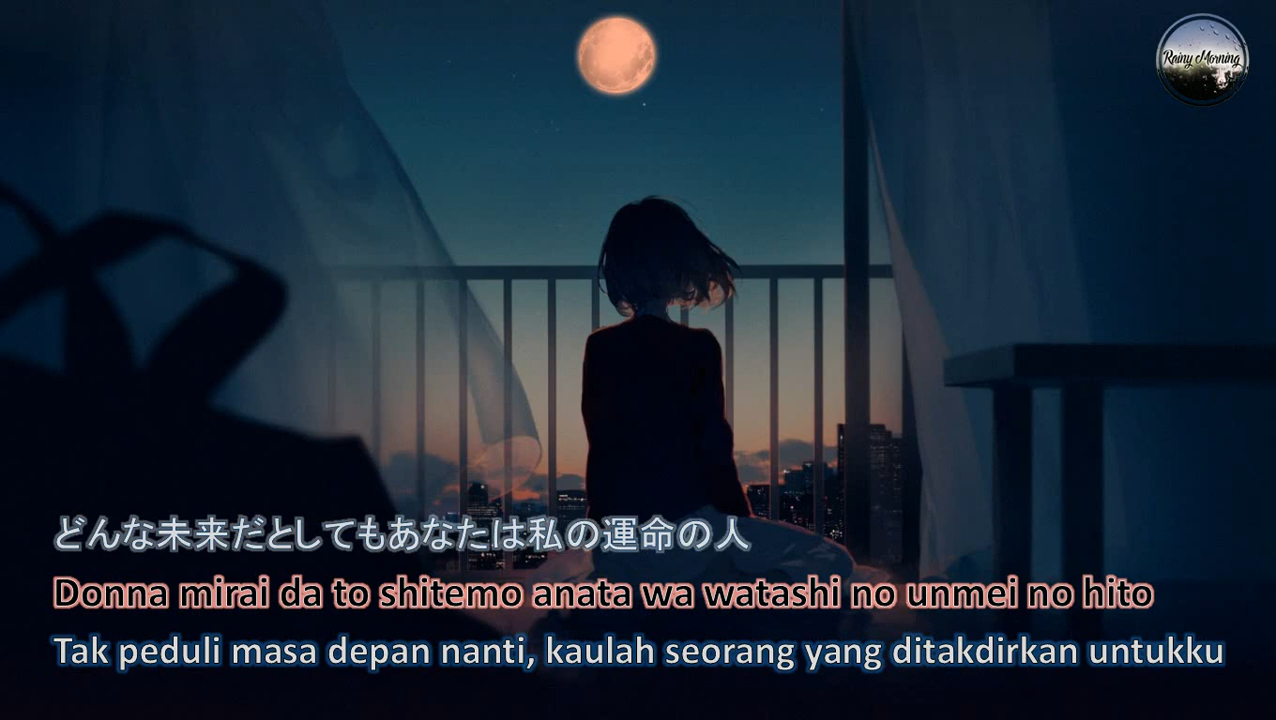 Rainy Morning
どんな未来だとしてもあなたは私の運命の人
Donna mirai da to shitemo anata wa watashi no unmei no hito
Tak peduli masa depan nanti, kaulah seorang yang ditakdirkan untukku